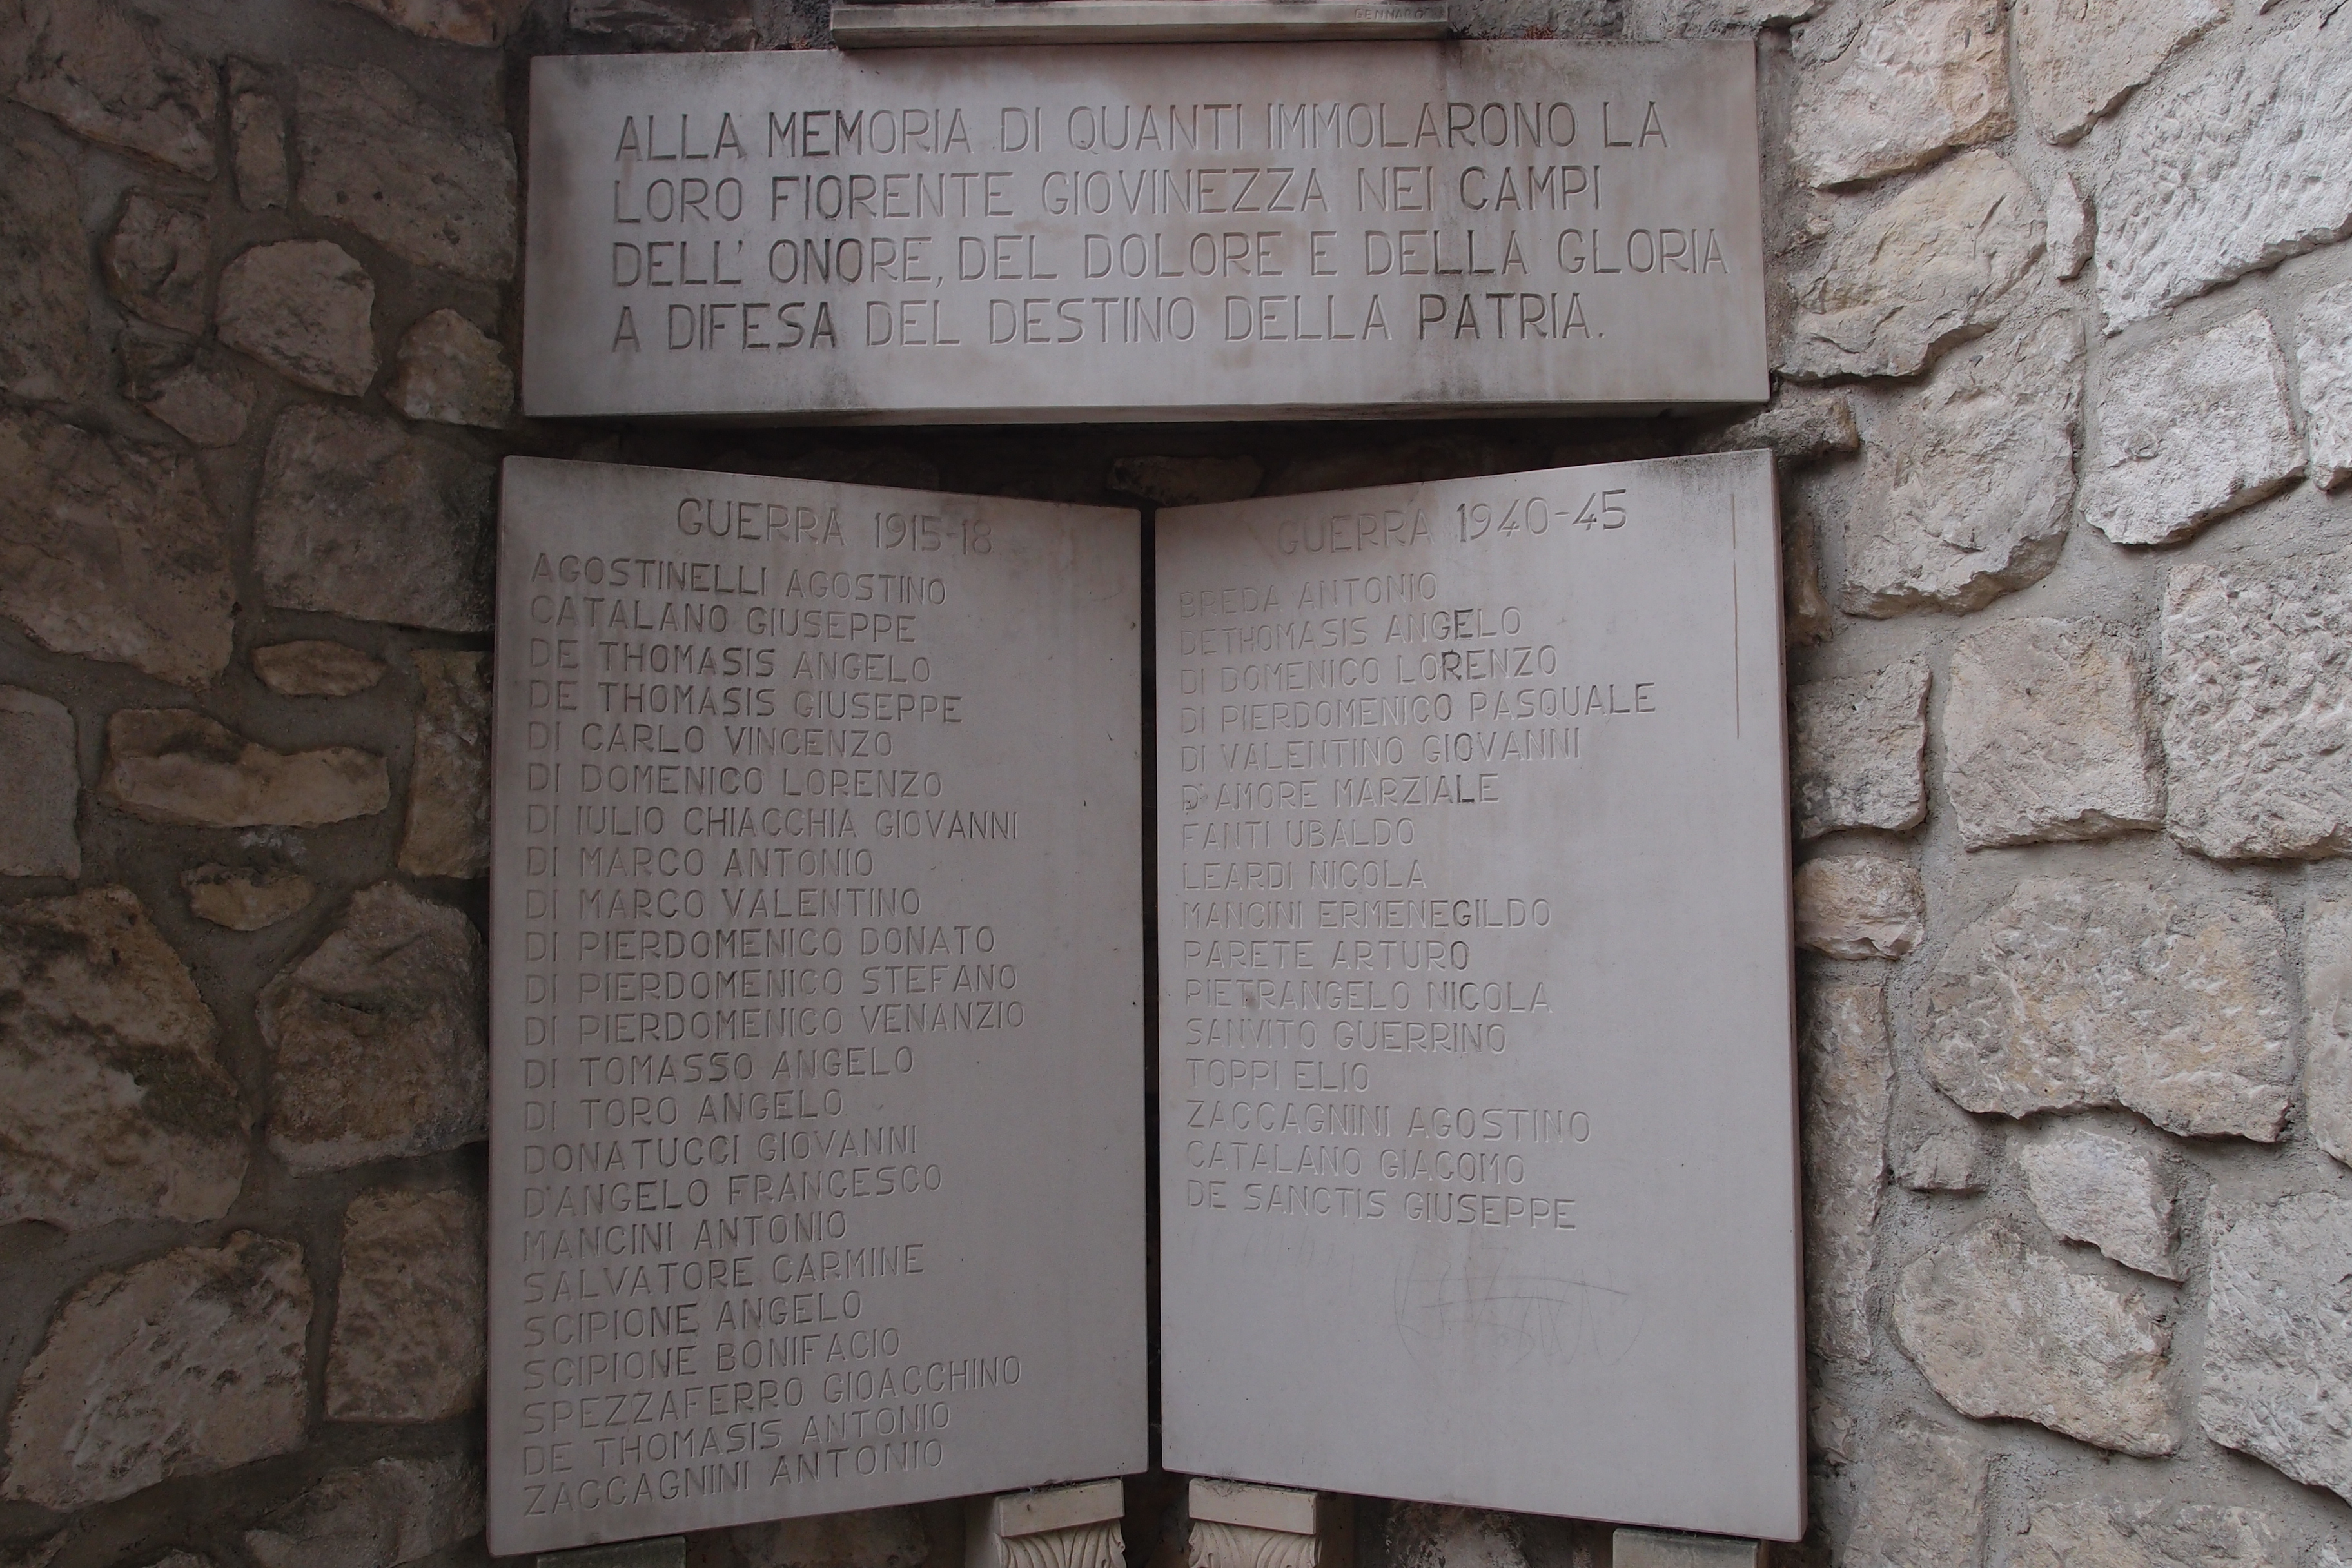 GENNARO
ALLA MEMORIA DI QUANTI IMMOLARONO LA
LORO FIORENTE GIOVINEZZA NEI CAMPI
DELL' ONORE, DEL DOLORE E DELLA GLORIA
A DIFESA DEL DESTINO DELLA PATRIA.
GUERRA 1915-18
AGOSTINELLI AGOSTINO
CATALANO GIUSEPPE
DE THOMASIS ANGELO
DE THOMASIS GIUSEPPE
DI CARLO VINCENZO
DI DOMENICO LORENZO
DI IULIO CHIACCHIA GIOVANNI
DI MARCO ANTONIO
DI MARCO VALENTINO
DI PIERDOMENICO DONATO
DI PIERDOMENICO STEFANO
DI PIERDOMENICO VENANZIO
DI TOMASSO ANGELO
DI TORO ANGELO
DONATUCCI GIOVANNI
D'ANGELO FRANCESCO
MANCINI ANTONIO
SALVATORE CARMINE
SCIPIONE ANGELO
SCIPIONE BONIFACIO
SPEZZAFERRO GIOACCHINO
DE THOMASIS ANTONIO
ZACCAGNINI ANTONIO
GUERRA 1940-45
BREDA ANTONIO
DETHOMASIS ANGELO
DI DOMENICO LORENZO
DI PIERDOMENICO PASQUALE
DI VALENTINO GIOVANNI
D'AMORE MARZIALE
FANTI UBALDO
LEARDI NICOLA
MANCINI ERMENEGILDO
PARETE ARTURO
PIETRANGELO NICOLA
SANVITO GUERRINO
TOPPI ELIO
ZACCAGNINI AGOSTINO
CATALANO GIACOMO
DE SANCTIS GIUSEPPE